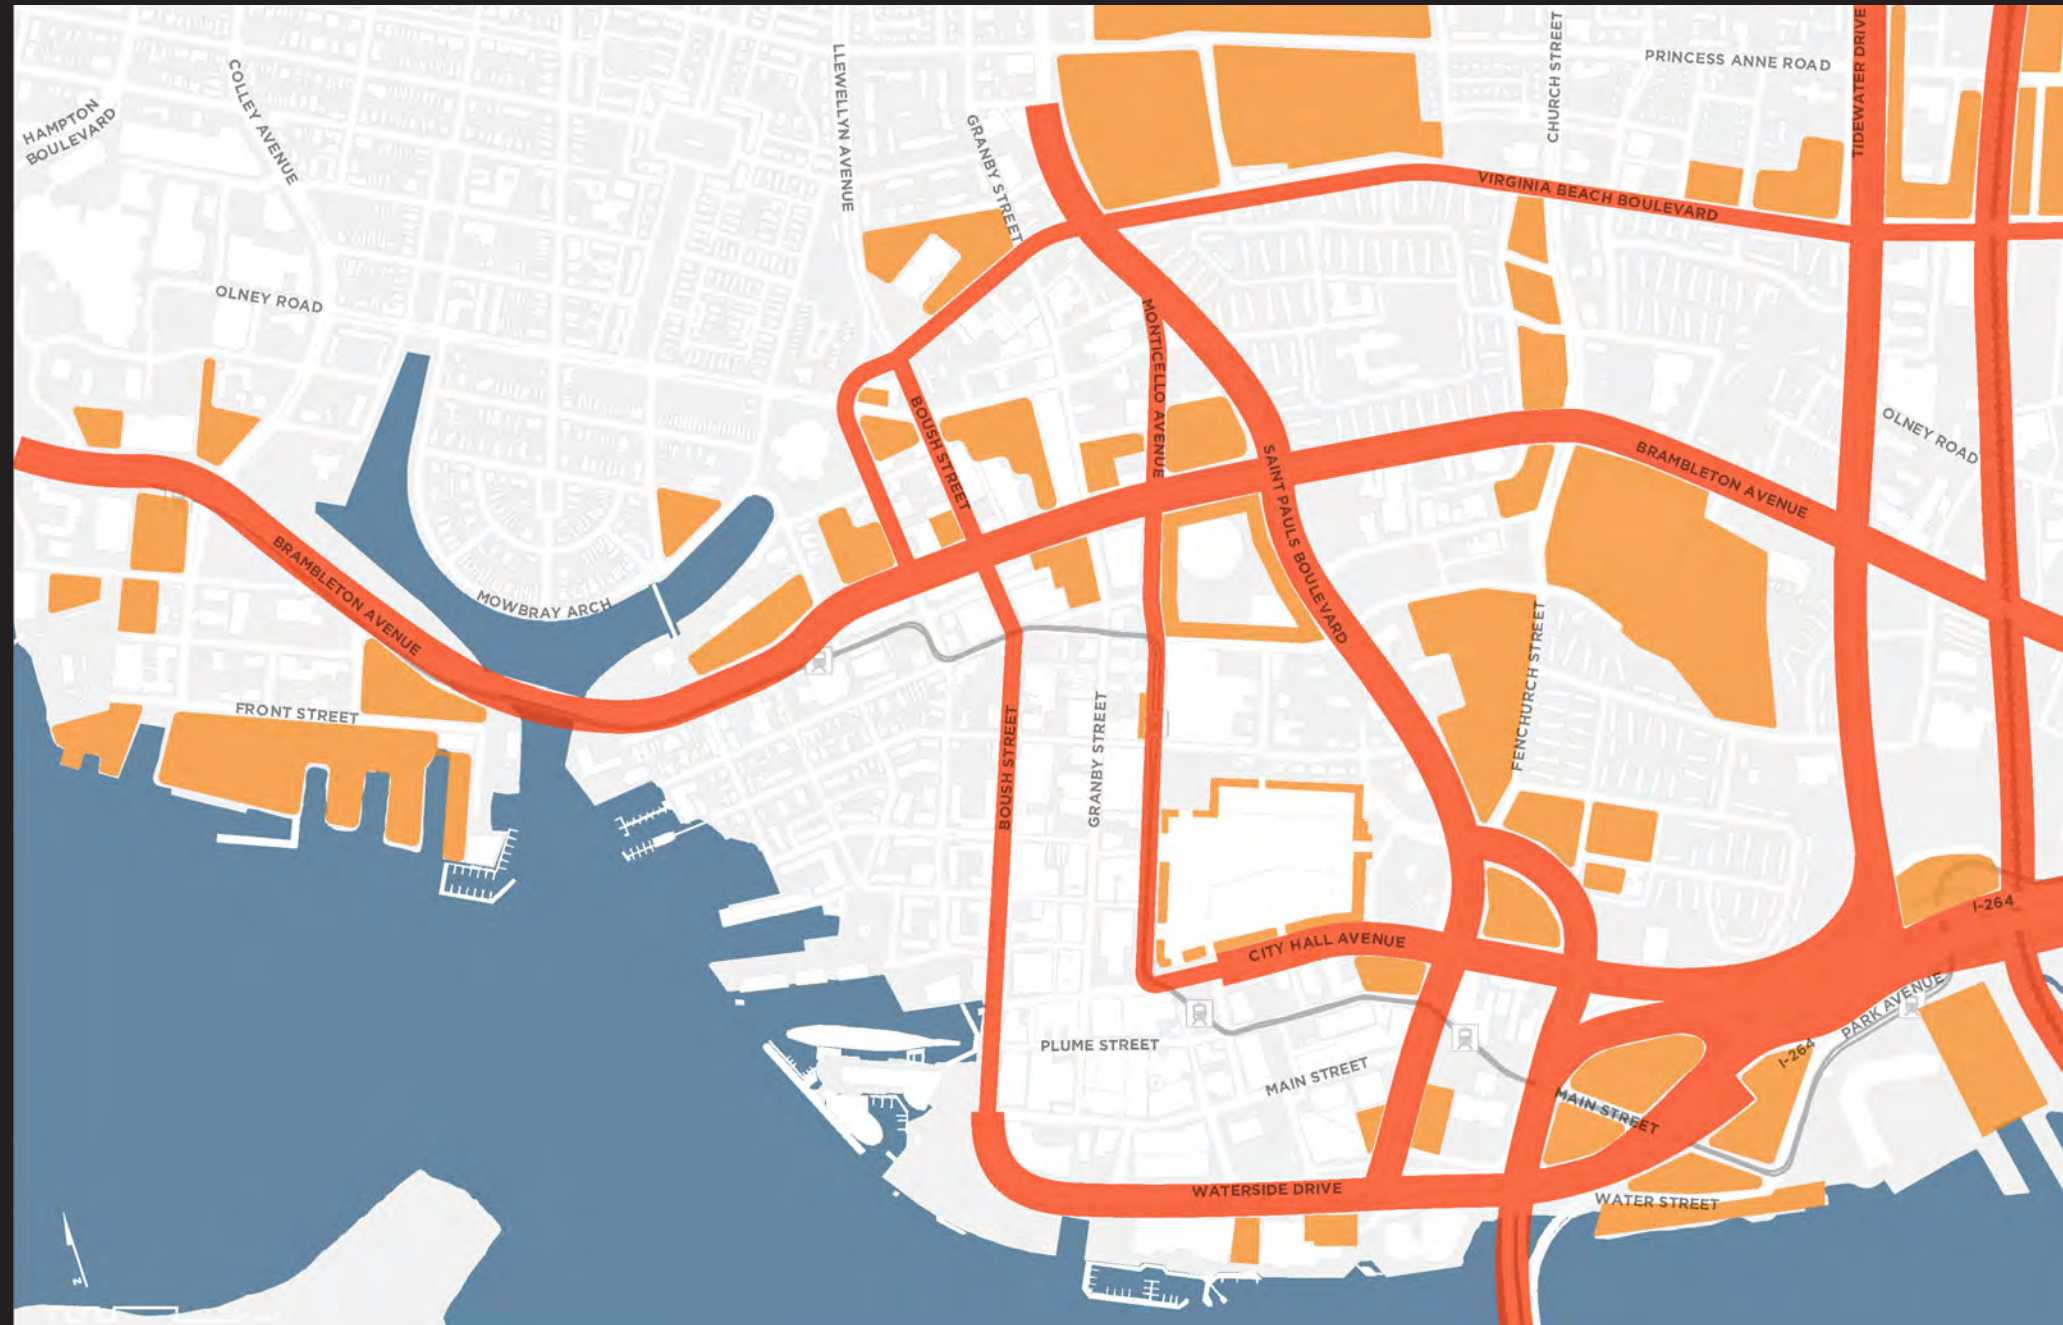 HAMPTON
BOULEVARD
COLLEY AVENUE
LLEWELLYN AVENUE
GRANBY STREET
CHURCH STREET
PRINCESS ANNE ROAD
TIDEWATER DRIVE
VIRGINIA BEACH BOULEVARD
OLNEY ROAD
MONTICELLO AVENUE
BOUSH STREET
SAINT PAULS BOULEVARD
BRAMBLETON AVENUE
OLNEY ROAD
BRAMBLETON AVENUE
MOWBRAY ARCH
FRONT STREET
BOUSH STREET
GRANBY STREET
FENCHURCH STREET
CITY HALL AVENUE
I-264
PARK AVENUE
I-264
PLUME STREET
MAIN STREET
MAIN STREET
WATERSIDE DRIVE
WATER STREET
N